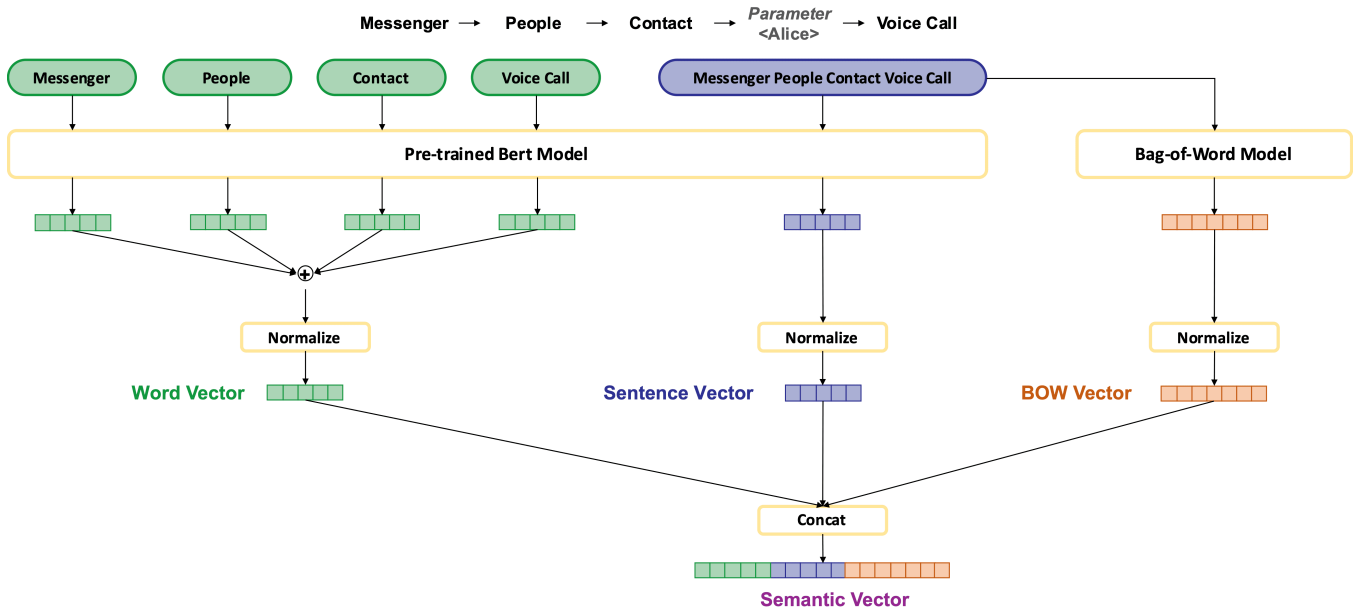 Messenger People Contact Parameter Voice Call
<Alice>
Messenger People Contact Voice Call Messenger People Contact Voice Call
Pre-trained Bert Model Bag-of-Word Model
Normalize Normalize Normalize
Word Vector Sentence Vector BOW Vector
Concat
Semantic Vector